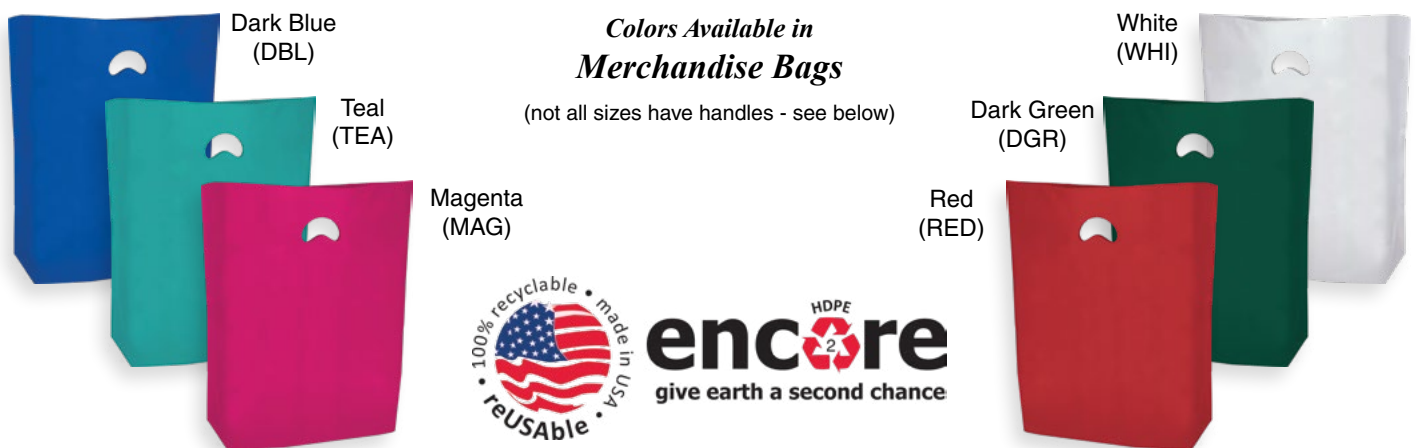 Dark Blue
(DBL)
Teal
(TEA)
Magenta
(MAG)
Colors Available in
Merchandise Bags
(not all sizes have handles - see below)
White
(WHI)
Dark Green
(DGR)
Red
(RED)
100% recyclable • made in USA • reUSAble •
HDPE
2
encore
give earth a second chance